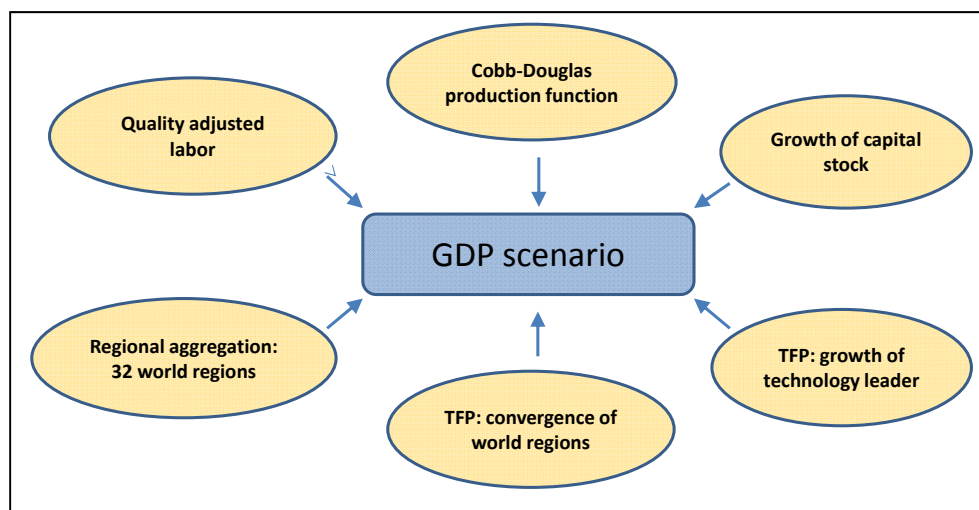 Cobb-Douglas
production function
Quality adjusted
labor
Growth of capital
stock
GDP scenario
Regional aggregation:
32 world regions
TFP: growth of
technology leader
TFP: convergence of
world regions